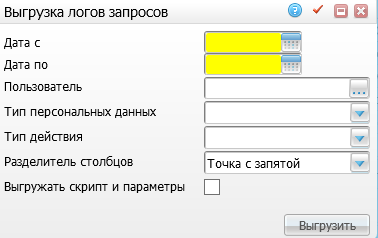 Выгрузка логов запросов
Дата с
Дата по
Пользователь
Тип персональных данных
Тип действия
Разделитель столбцов Точка с запятой
Выгружать скрипт и параметры
Выгрузить